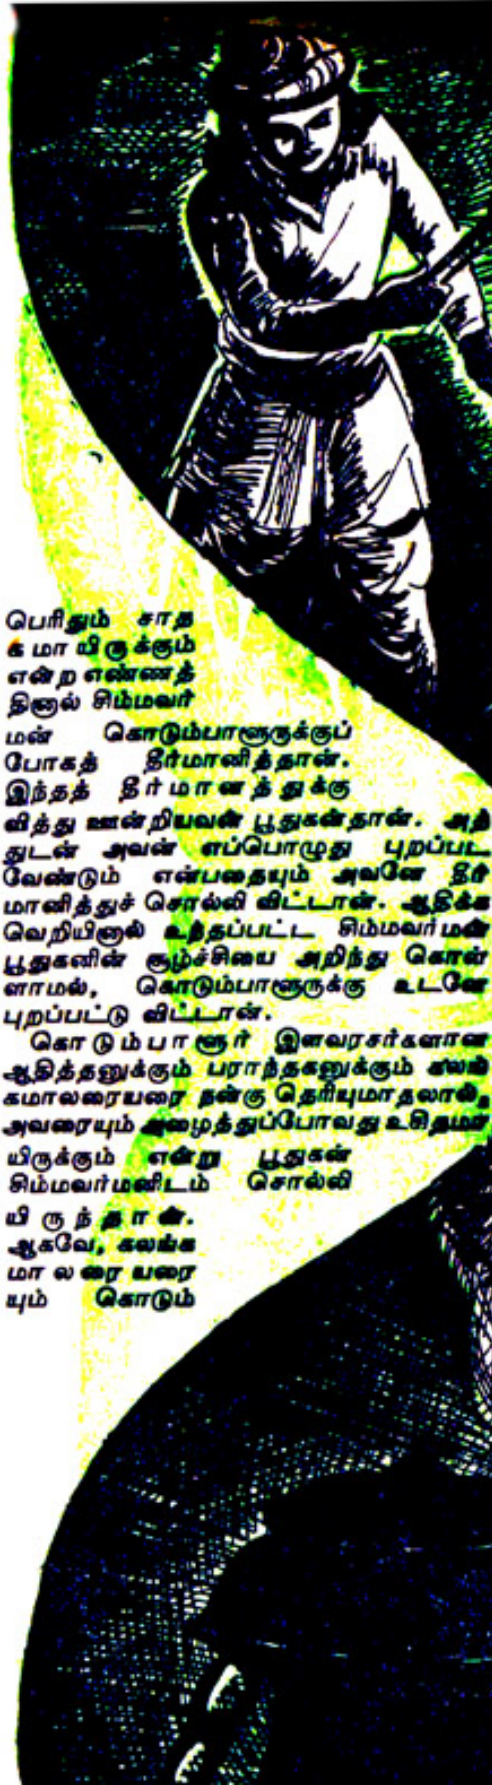 பெரிதும் சாத
கமாயிருக்கும்
என்ற எண்ணத்
தினால் சிம்மவர்
மன் கொடும்பாளூருக்குப்
போகத் தீர்மானித்தான்.
இந்தத் தீர்மானத்துக்கு
வித்து ஊன்றியவன் பூதுகன்தான். அத்
துடன் அவன் எப்பொழுது புறப்பட
வேண்டும் என்பதையும் அவனே தீர்
மானித்துச் சொல்லி விட்டான். ஆதிக்க
வெறியினால் உந்தப்பட்ட சிம்மவர்மன்
பூதுகனின் சூழ்ச்சியை அறிந்து கொள்
ளாமல், கொடும்பாளூருக்கு உடனே
புறப்பட்டு விட்டான்.
கொடும்பாளூர் இளவரசர்களான
ஆதித்தனுக்கும் பராந்தகனுக்கும் கலங்
கமாலரையரை நன்கு தெரியுமாதலால்,
அவரையும் அழைத்துப்போவது உசிதமா
யிருக்கும் என்று பூதுகன்
சிம்மவர்மனிடம் சொல்லி
யிருந்தான்.
ஆகவே, கலங்க
மாலரையரை
யும் கொடும்